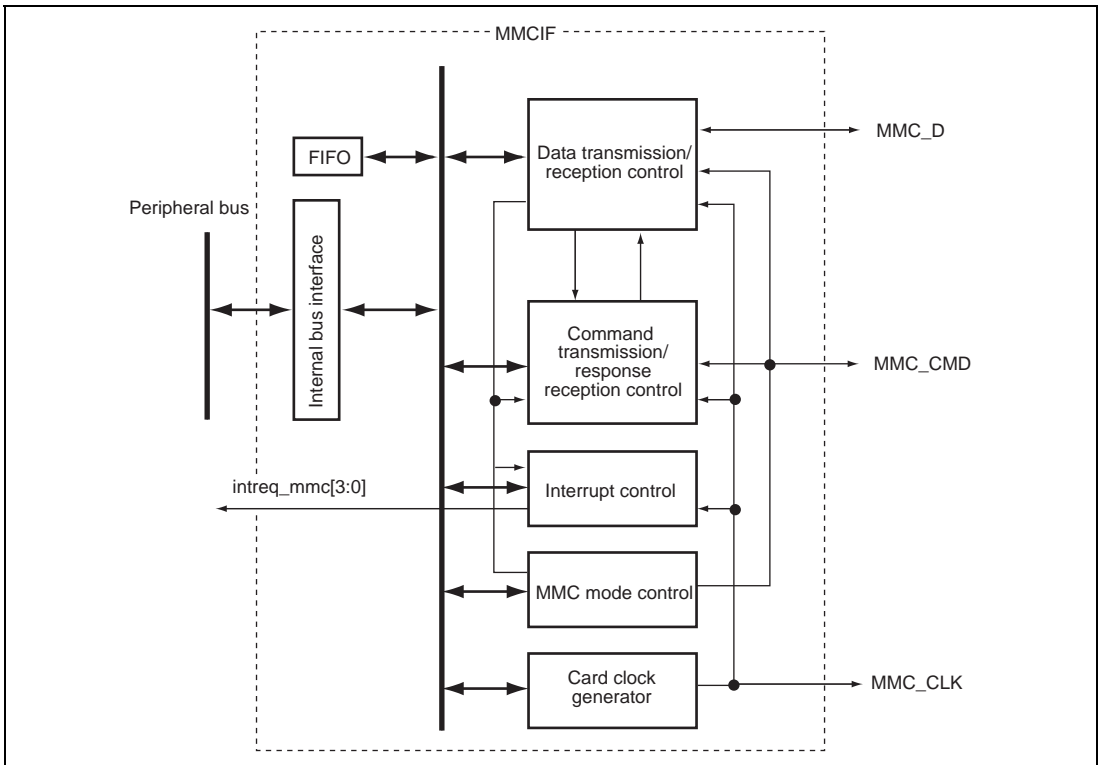 MMCIF
MMC_D
Data transmission/
reception control
FIFO
Peripheral bus
Internal bus interface
Command
transmission/
response
reception control
MMC_CMD
intreq_mmc[3:0]
Interrupt control
MMC mode control
Card clock
generator
MMC_CLK